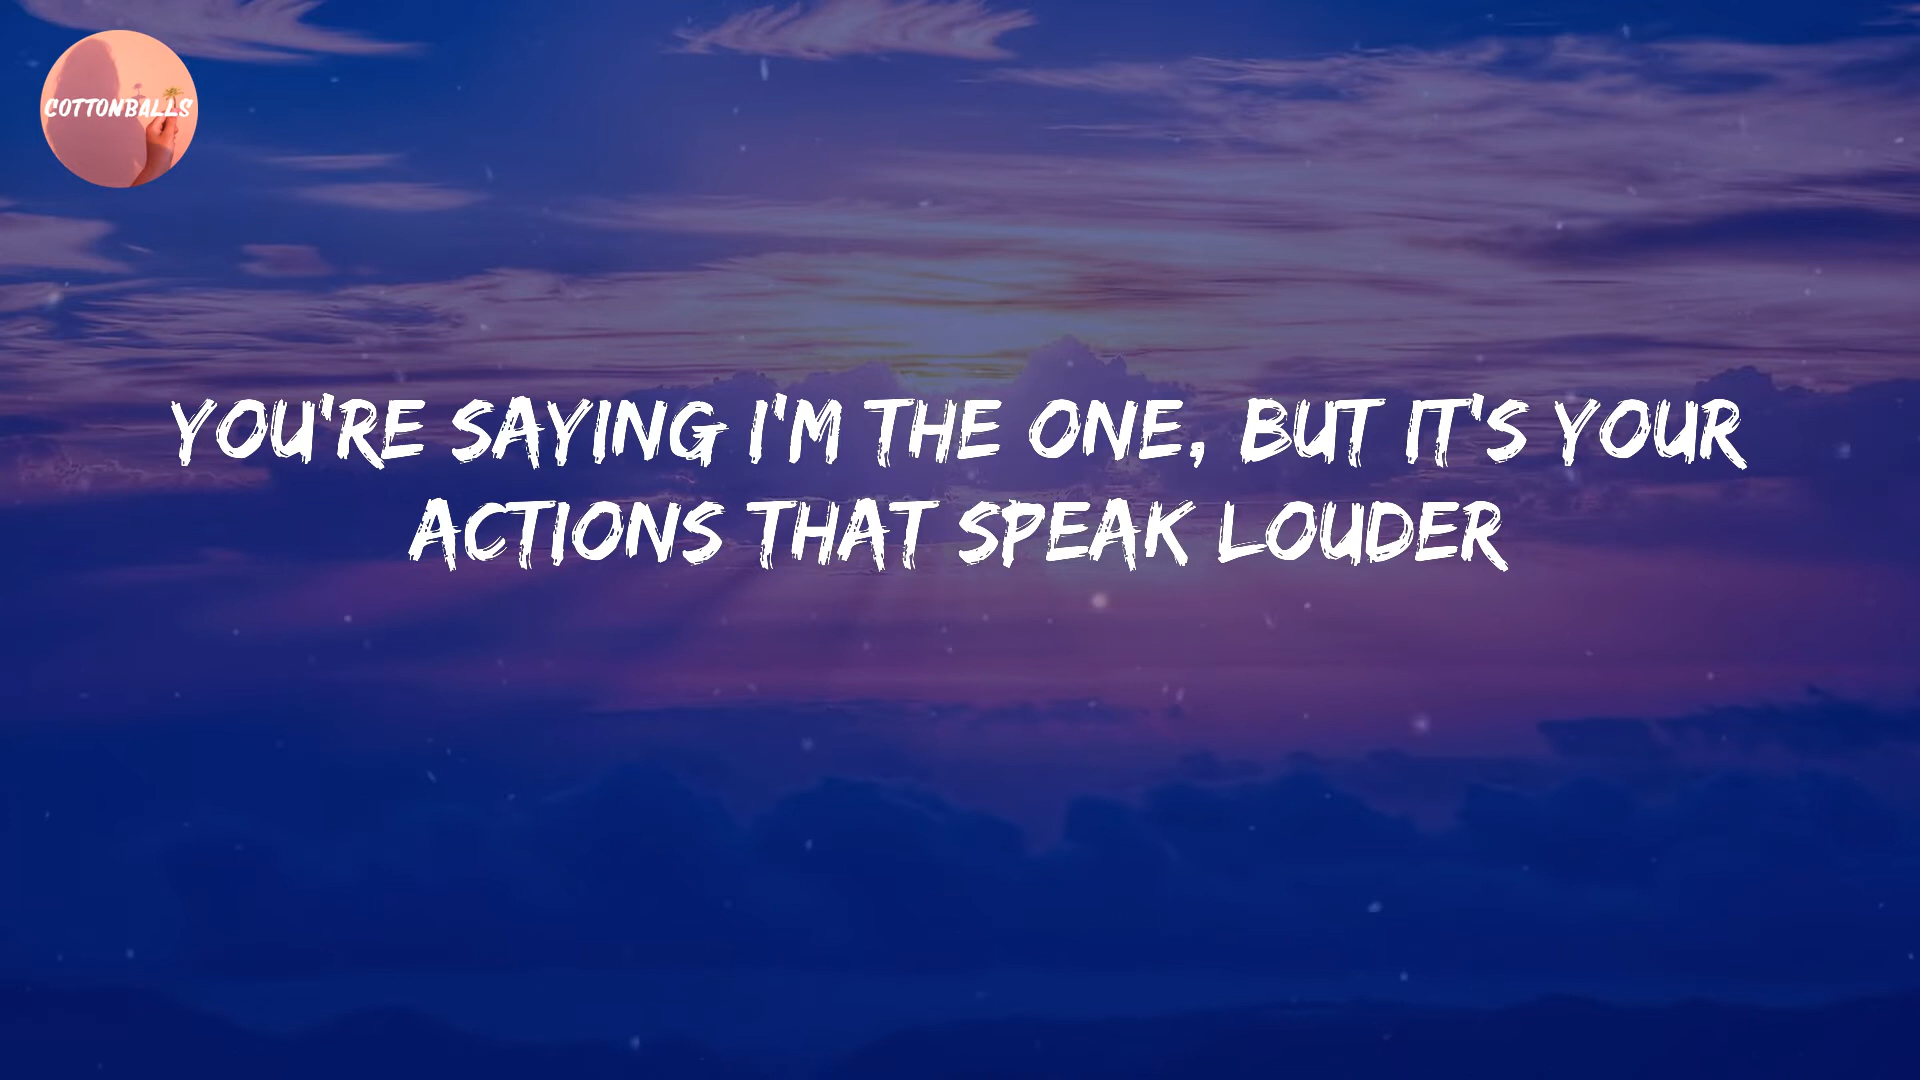 COTTONBALLS
YOU'RE SAYING I'M THE ONE, BUT IT'S YOUR
ACTIONS THAT SPEAK LOUDER